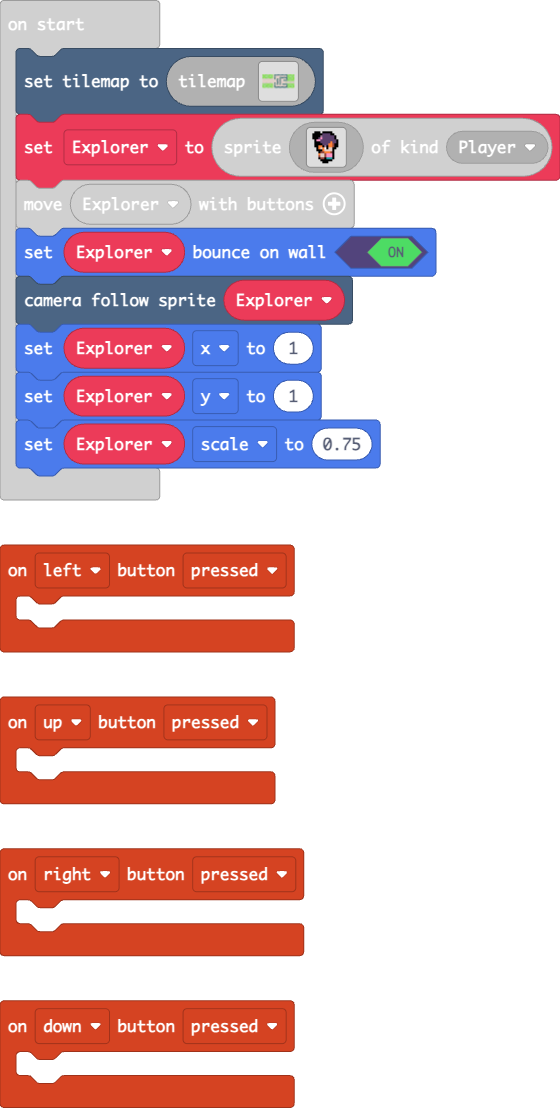 on start
set tilemap to tilemap
set Explorer to sprite of kind Player
move Explorer with buttons
set Explorer bounce on wall ON
camera follow sprite Explorer
set Explorer x to 1
set Explorer y to 1
set Explorer scale to 0.75
on left button pressed
on up button pressed
on right button pressed
on down button pressed